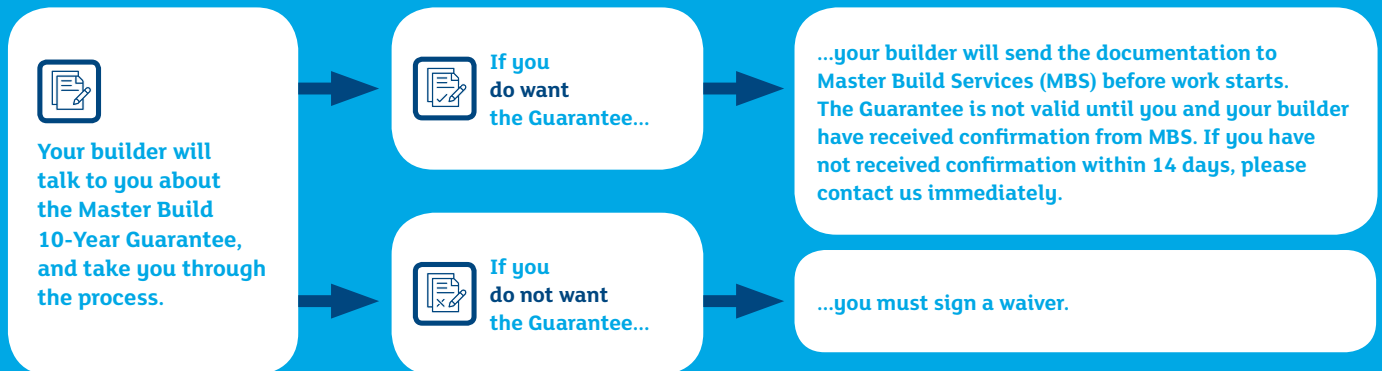 Your builder will
talk to you about
the Master Build
10-Year Guarantee,
and take you through
the process.
If you
do want
the Guarantee...
...your builder will send the documentation to
Master Build Services (MBS) before work starts.
The Guarantee is not valid until you and your builder
have received confirmation from MBS. If you have
not received confirmation within 14 days, please
contact us immediately.
If you
do not want
the Guarantee...
...you must sign a waiver.